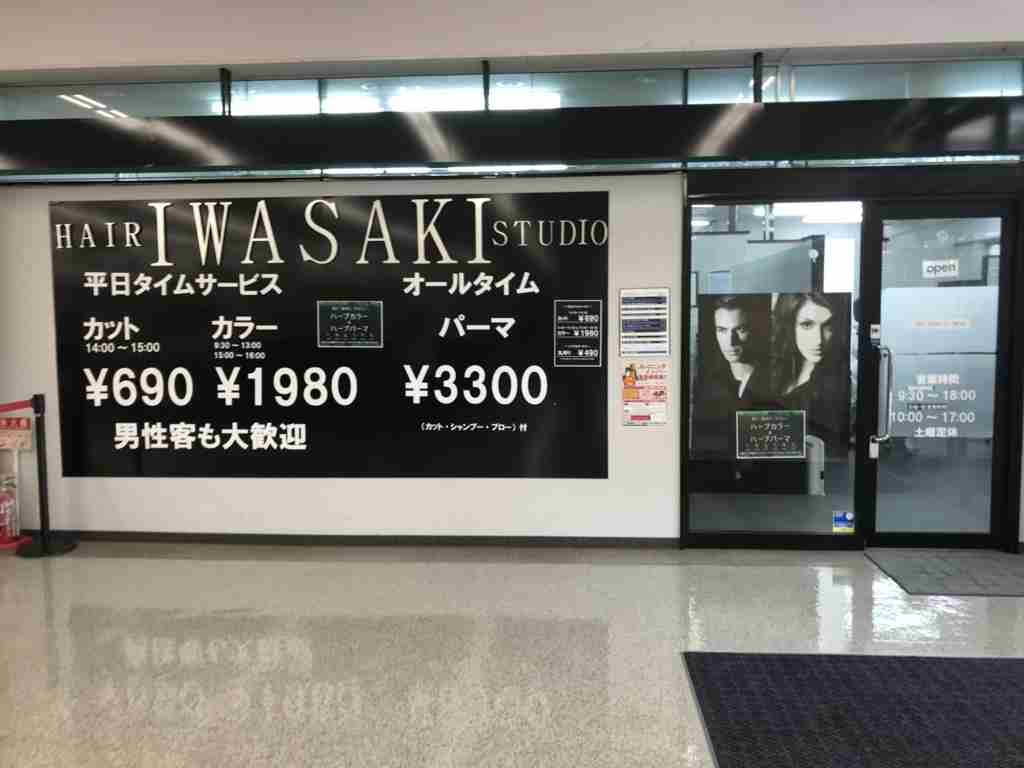 HAIR IWASAKI STUDIO
平日タイムサービス
オールタイム
カット
14:00～15:00
カラー
9:30～13:00
15:00～16:00
パーマ
¥690
¥1980
¥3300
男性客も大歓迎
（カット・シャンプー・ブロー）付
ハーブカラー
ハーブパーマ
¥690
¥1980
¥490
open
営業時間
9:30～18:00
10:00～17:00
土曜定休
ハーブカラー
ハーブパーマ